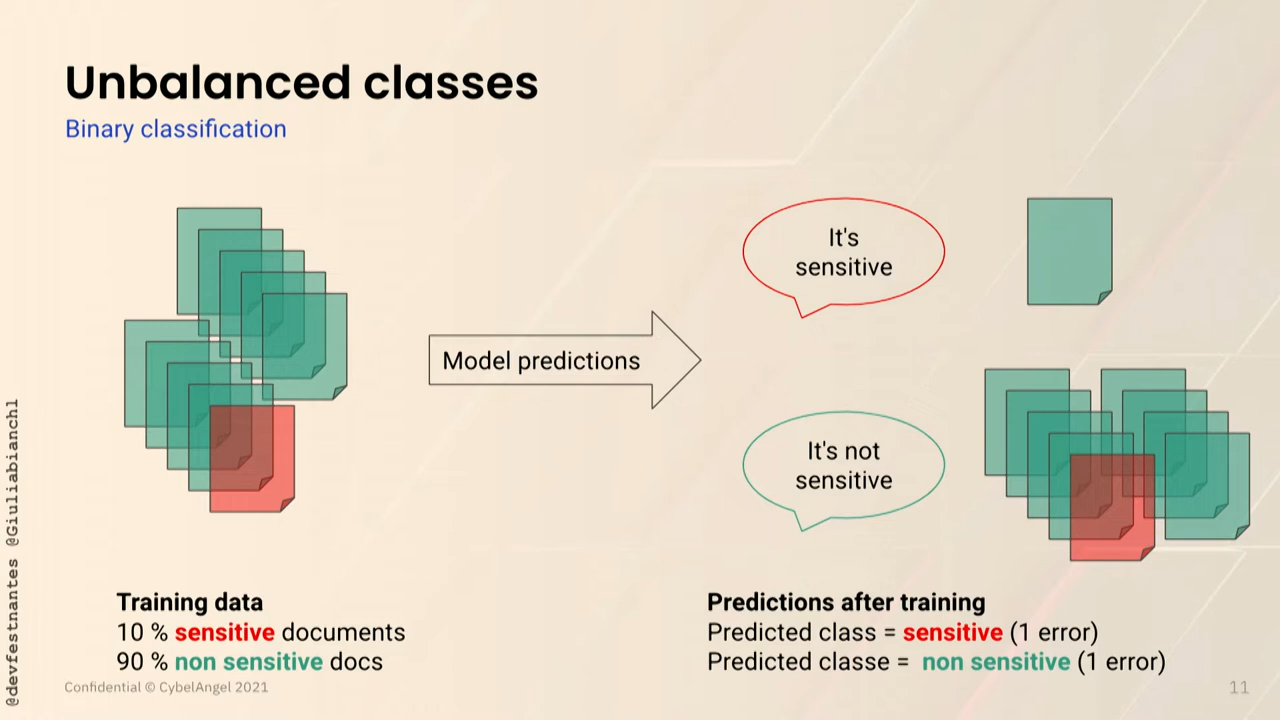 Unbalanced classes
Binary classification
It's
sensitive
Model predictions
It's not
sensitive
Training data
10 % sensitive documents
90 % non sensitive docs
Predictions after training
Predicted class = sensitive (1 error)
Predicted classe = non sensitive (1 error)
Confidential © CybelAngel 2021
11
@devfestnantes @Giuliabianchl